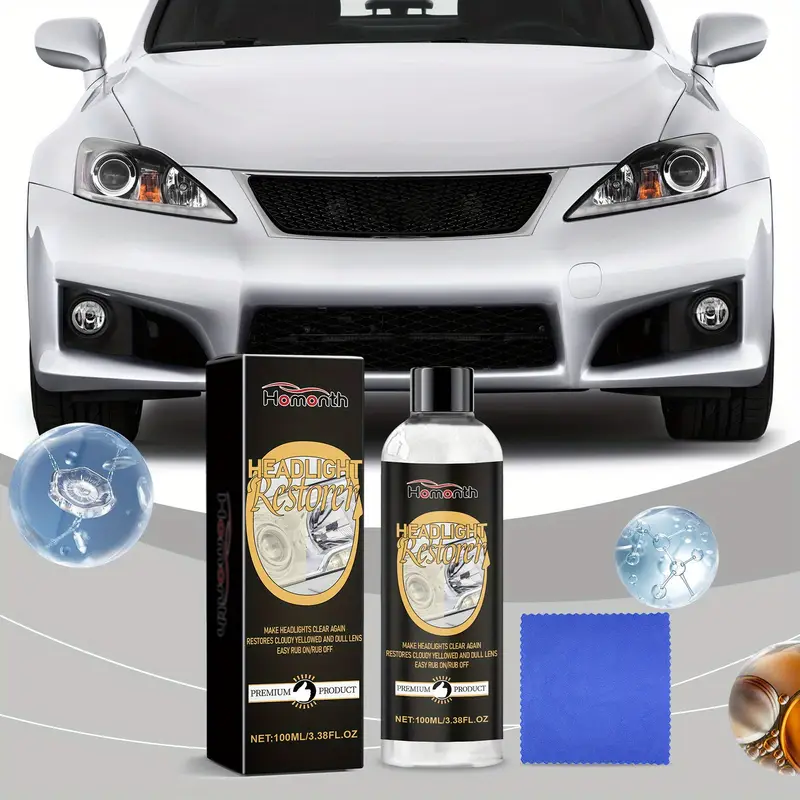 Homonth
HEADLIGHT
Restorer
MAKE HEADLIGHTS CLEAR AGAIN
RESTORES CLOUDY YELLOWED AND DULL LENS
EASY RUB ON/RUB OFF
PREMIUM PRODUCT
NET:100ML/3.38FL.OZ
Homonth
Homonth
HEADLIGHT
Restorer
MAKE HEADLIGHTS CLEAR AGAIN
RESTORES CLOUDY YELLOWED AND DULL LENS
EASY RUB ON/RUB OFF
PREMIUM PRODUCT
NET:100ML/3.38FL.OZ